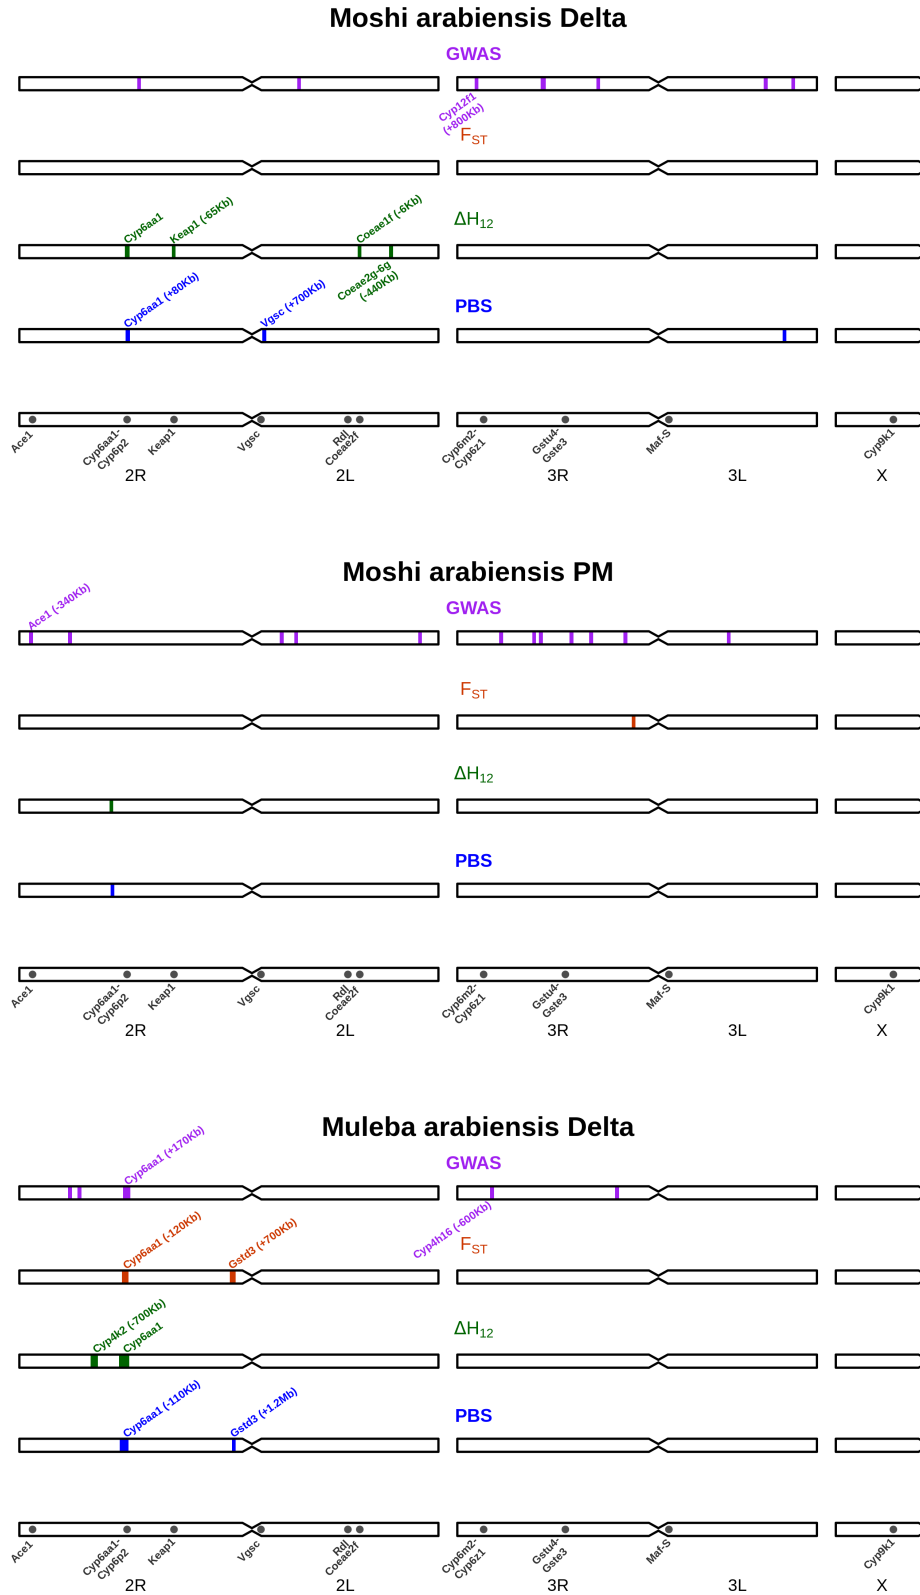 Moshi arabiensis Delta
GWAS
Cyp12f1
(+800Kb)
FST
Cyp6aa1
Keap1 (-65Kb)
Coeae1f (-6Kb)
ΔH12
Coeae2g-6g
(-440Kb)
Cyp6aa1 (+80Kb)
Vgsc (+700Kb)
PBS
Ace1
Cyp6aa1-
Cyp6p2
Keap1
Vgsc
Rdl
Coeae2f
Cyp6m2-
Cyp6z1
Gstu4-
Gste3
Maf-S
Cyp9k1
2R 2L 3R 3L X
Moshi arabiensis PM
Ace1 (-340Kb)
GWAS
FST
ΔH12
PBS
Ace1
Cyp6aa1-
Cyp6p2
Keap1
Vgsc
Rdl
Coeae2f
Cyp6m2-
Cyp6z1
Gstu4-
Gste3
Maf-S
Cyp9k1
2R 2L 3R 3L X
Muleba arabiensis Delta
Cyp6aa1 (+170Kb)
GWAS
Cyp4h16 (-600Kb)
Cyp6aa1 (-120Kb)
Gstd3 (+700Kb)
FST
Cyp4k2 (-700Kb)
Cyp6aa1
ΔH12
Cyp6aa1 (-110Kb)
Gstd3 (+1.2Mb)
PBS
Ace1
Cyp6aa1-
Cyp6p2
Keap1
Vgsc
Rdl
Coeae2f
Cyp6m2-
Cyp6z1
Gstu4-
Gste3
Maf-S
Cyp9k1
2R 2L 3R 3L X